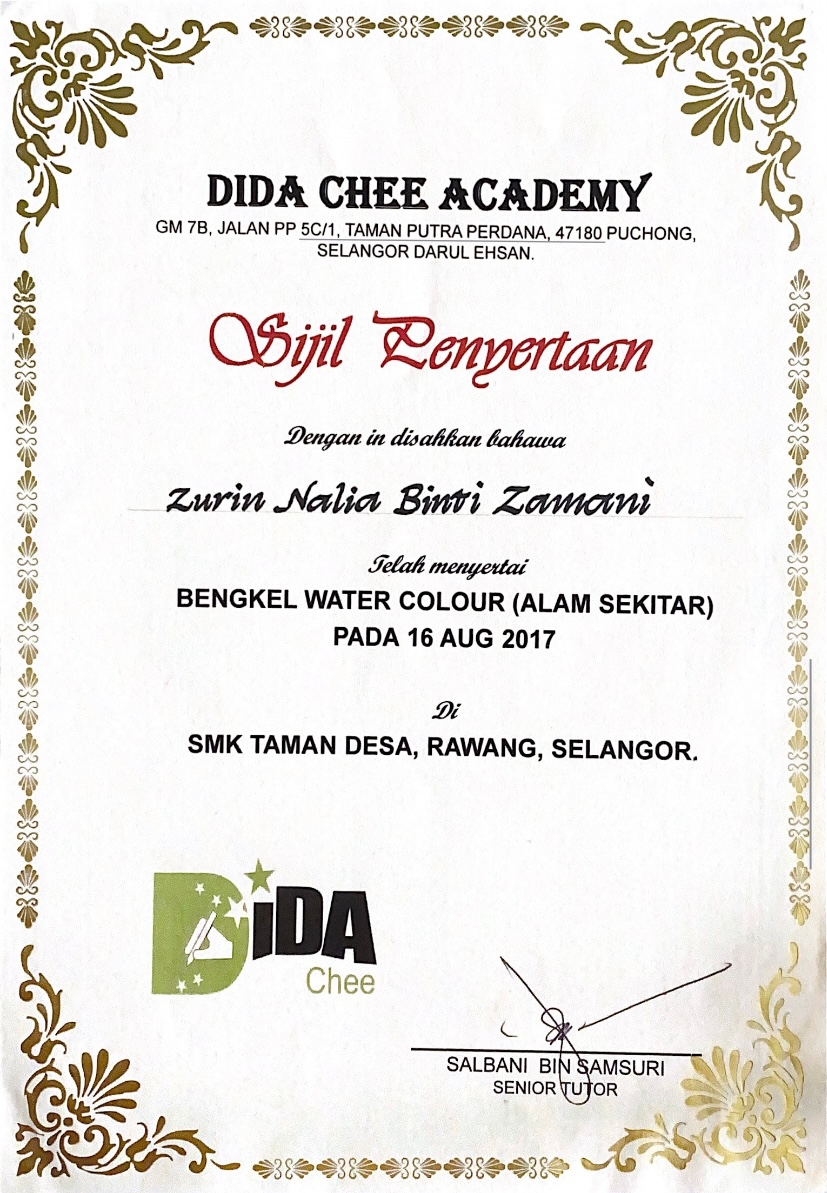 DIDA CHEE ACADEMY
GM 7B, JALAN PP 5C/1, TAMAN PUTRA PERDANA, 47180 PUCHONG,
SELANGOR DARUL EHSAN.
Sijil Penyertaan
Dengan in disahkan bahawa
Zurin Nalia Binti Zamani
Telah menyertai
BENGKEL WATER COLOUR (ALAM SEKITAR)
PADA 16 AUG 2017
Di
SMK TAMAN DESA, RAWANG, SELANGOR.
DiDA
Chee
SALBANI BIN SAMSURI
SENIOR TUTOR